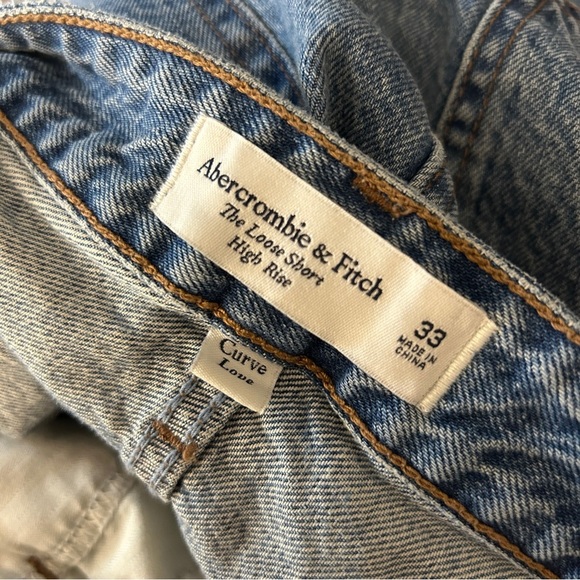 Abercrombie & Fitch
The Loose Short
High Rise
33
MADE IN
CHINA
Curve
Love